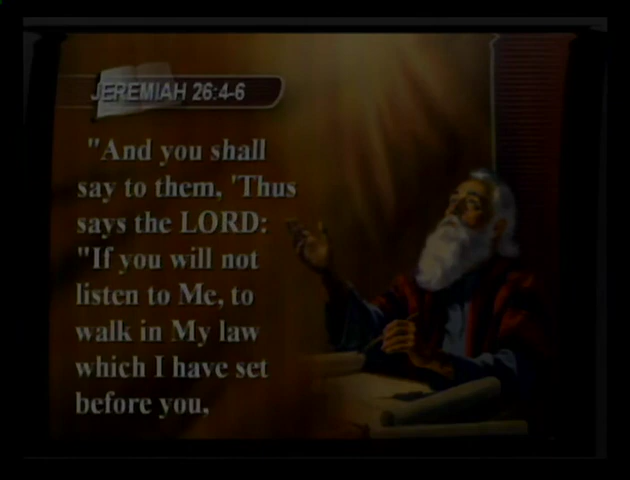 JEREMIAH 26:4-6
"And you shall
say to them, 'Thus
says the LORD:
"If you will not
listen to Me, to
walk in My law
which I have set
before you,